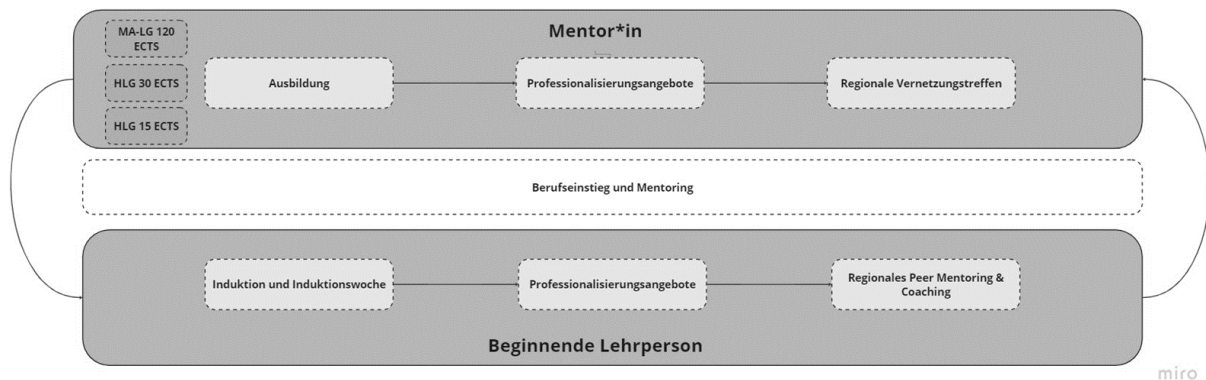 Mentor*in
MA-LG 120
ECTS
HLG 30 ECTS
HLG 15 ECTS
Ausbildung
Professionalisierungsangebote
Regionale Vernetzungstreffen
Berufseinstieg und Mentoring
Induktion und Induktionswoche
Professionalisierungsangebote
Regionales Peer Mentoring &
Coaching
Beginnende Lehrperson
miro